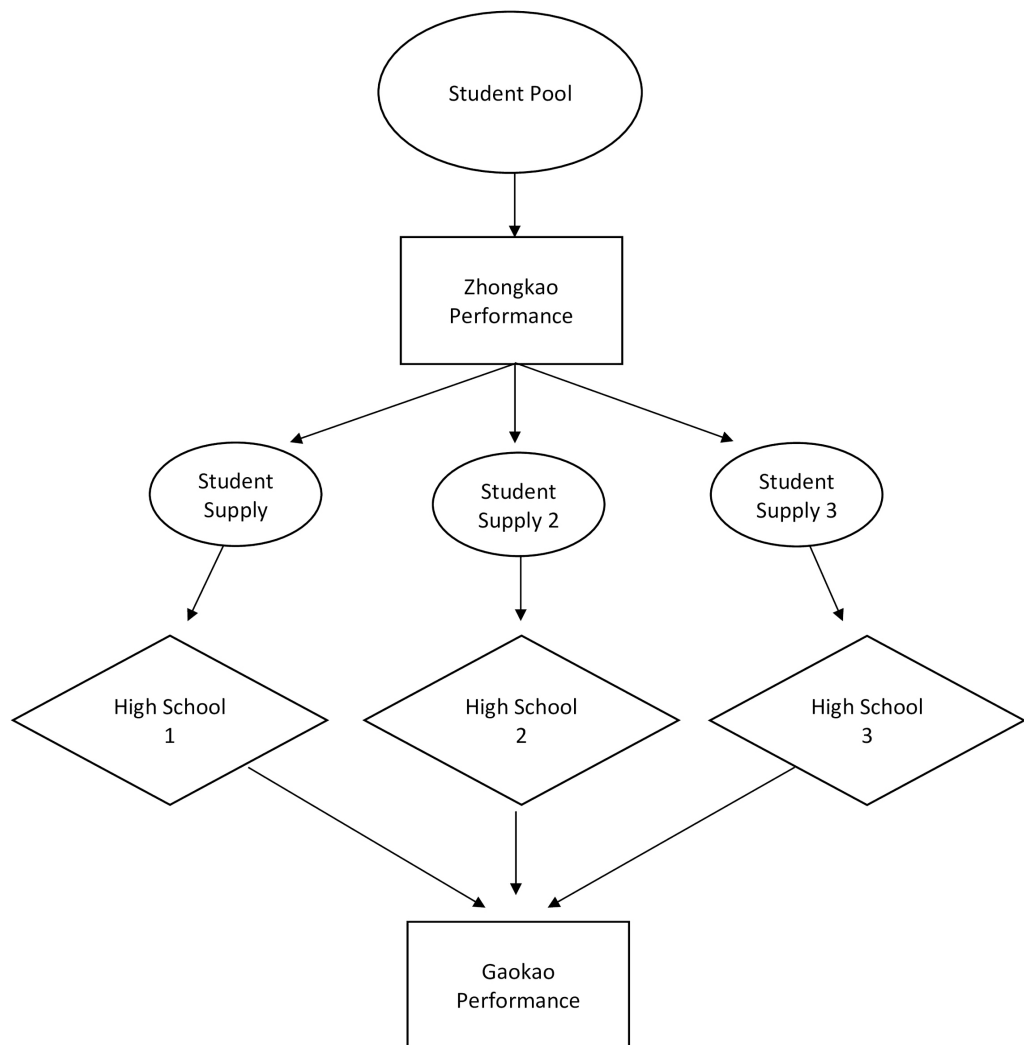 Student Pool
Zhongkao
Performance
Student
Supply
Student
Supply 2
Student
Supply 3
High School
1
High School
2
High School
3
Gaokao
Performance